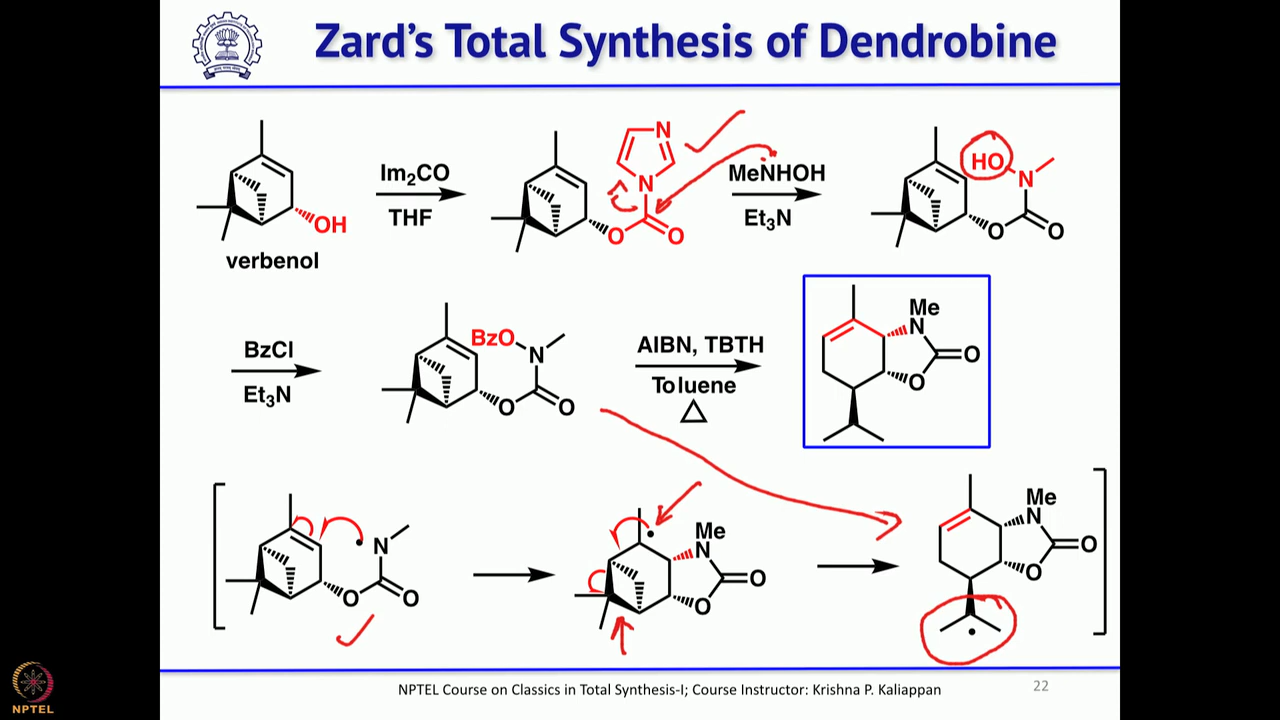 Zard's Total Synthesis of Dendrobine
OH
verbenol
Im2CO
THF
N
N
O
O
MeNHOH
Et3N
HO
N
O
O
BzCl
Et3N
BzO
N
O
O
AIBN, TBTH
Toluene
△
Me
N
O
O
N
O
O
Me
N
O
O
Me
N
O
O
NPTEL
NPTEL Course on Classics in Total Synthesis-I; Course Instructor: Krishna P. Kaliappan
22